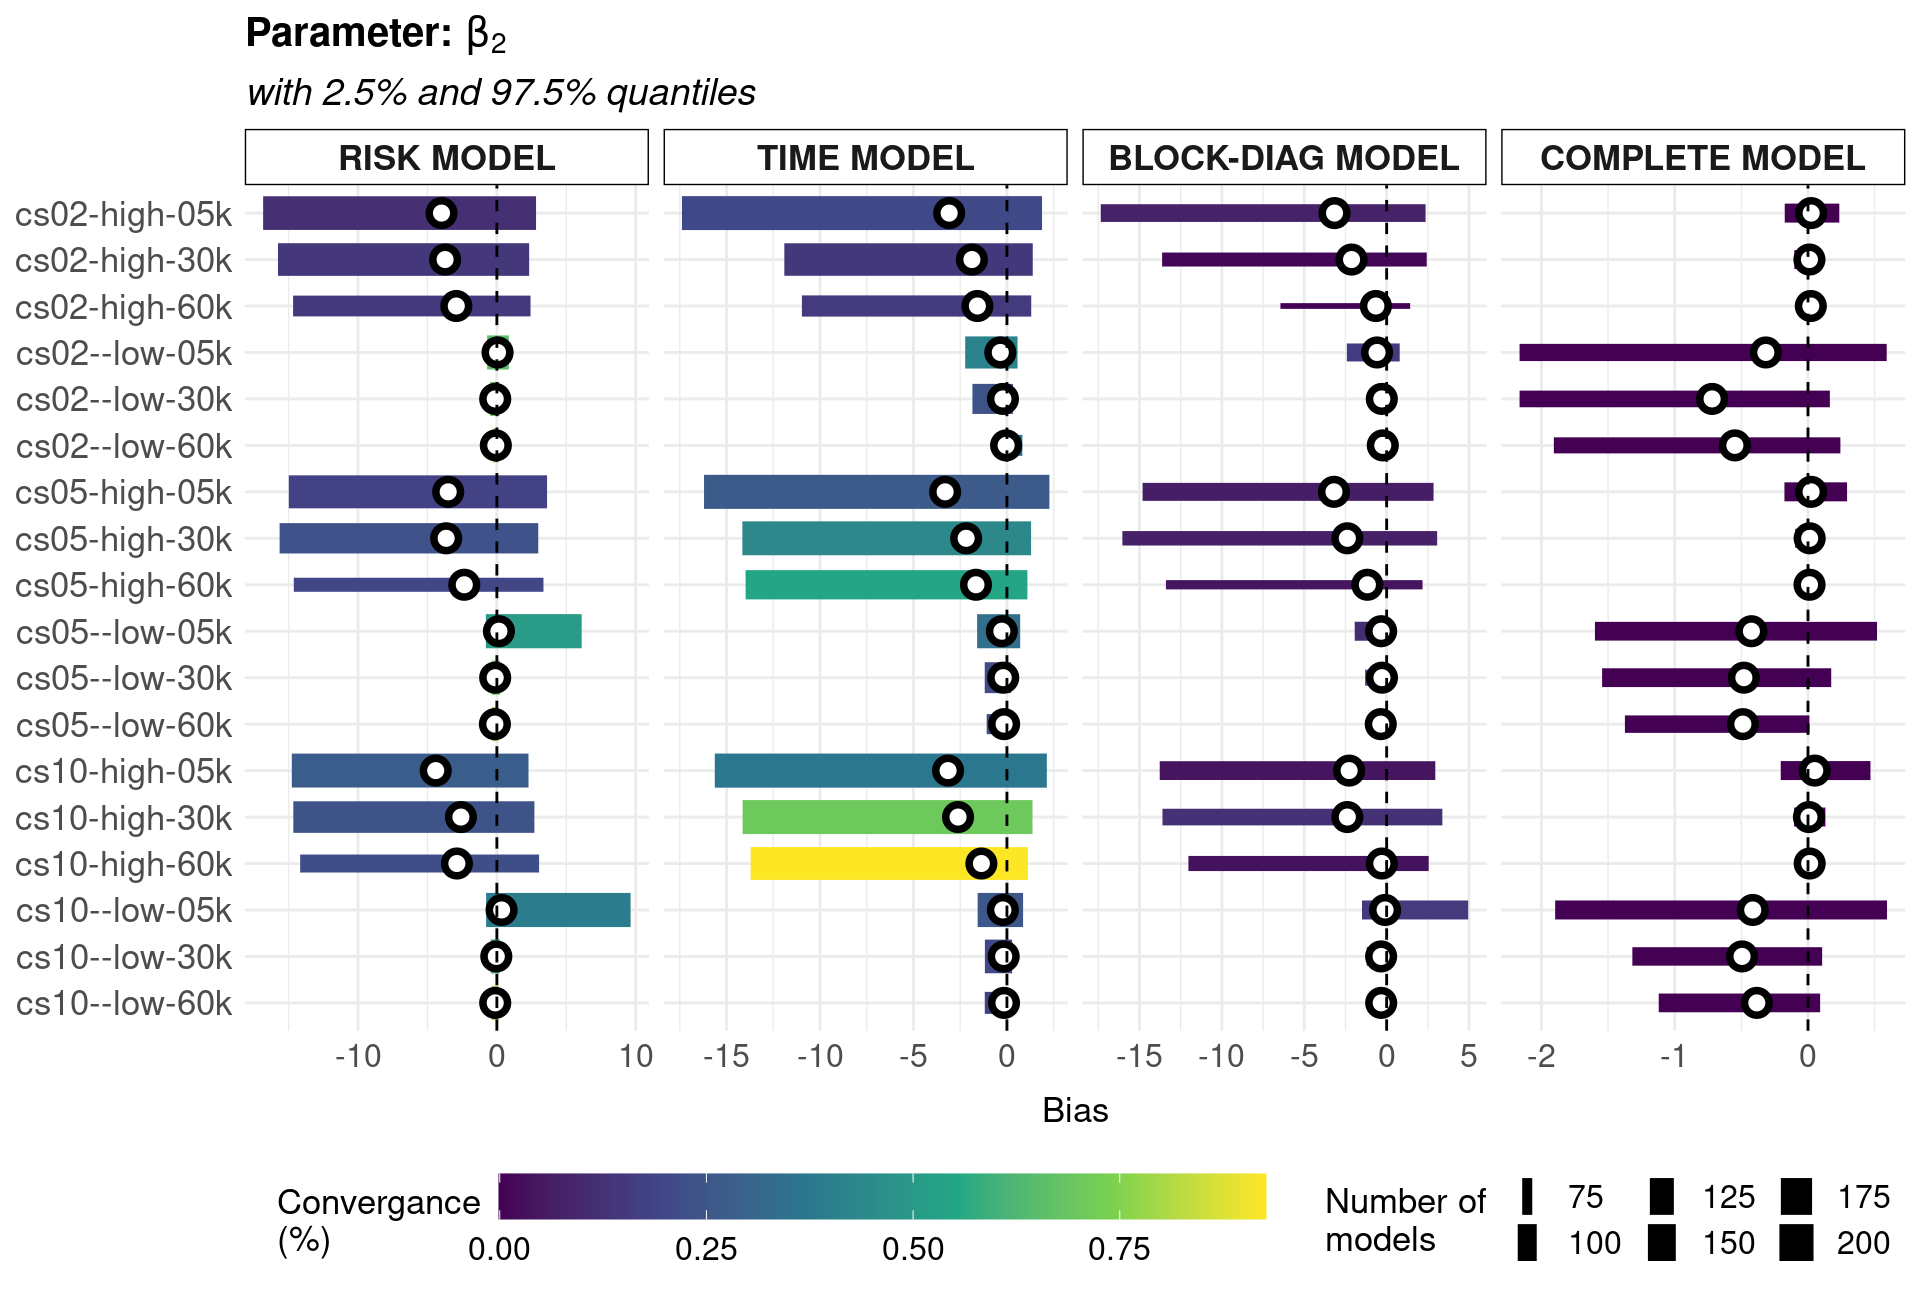 Parameter: β₂
with 2.5% and 97.5% quantiles
RISK MODEL TIME MODEL BLOCK-DIAG MODEL COMPLETE MODEL
cs02-high-05k
cs02-high-30k
cs02-high-60k
cs02--low-05k
cs02--low-30k
cs02--low-60k
cs05-high-05k
cs05-high-30k
cs05-high-60k
cs05--low-05k
cs05--low-30k
cs05--low-60k
cs10-high-05k
cs10-high-30k
cs10-high-60k
cs10--low-05k
cs10--low-30k
cs10--low-60k
-10 0 10 -15 -10 -5 0 -15 -10 -5 0 5 -2 -1 0
Bias
Convergance
(%)
0.00 0.25 0.50 0.75
Number of
models
75 125 175
100 150 200